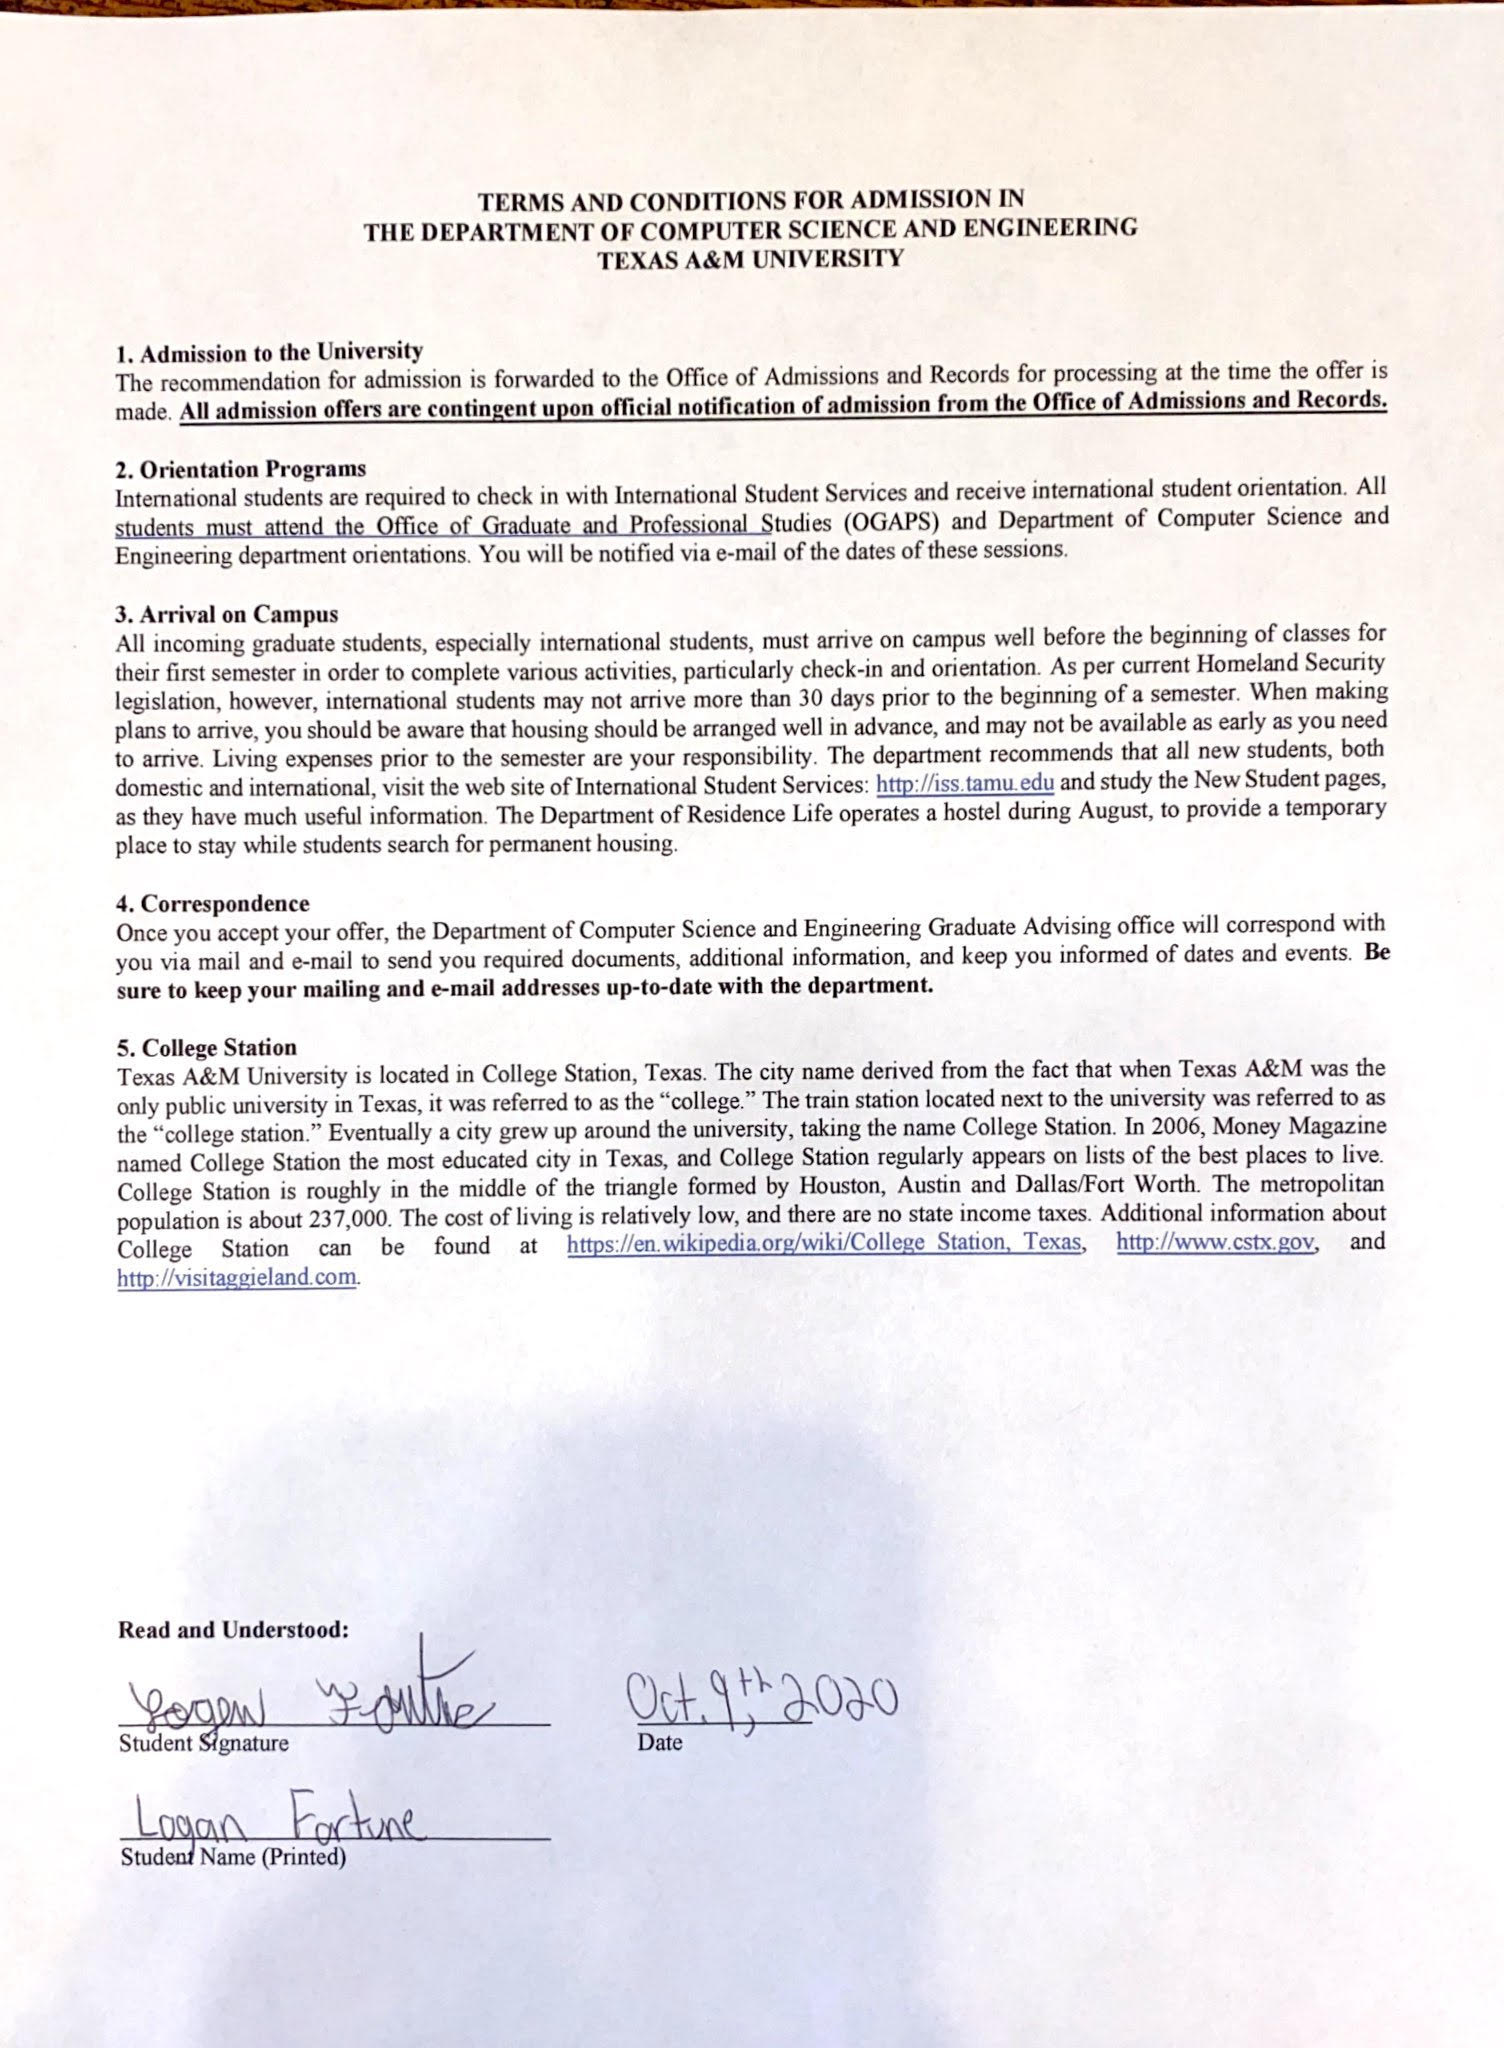 TERMS AND CONDITIONS FOR ADMISSION IN
THE DEPARTMENT OF COMPUTER SCIENCE AND ENGINEERING
TEXAS A&M UNIVERSITY
1. Admission to the University
The recommendation for admission is forwarded to the Office of Admissions and Records for processing at the time the offer is
made. All admission offers are contingent upon official notification of admission from the Office of Admissions and Records.
2. Orientation Programs
International students are required to check in with International Student Services and receive international student orientation. All
students must attend the Office of Graduate and Professional Studies (OGAPS) and Department of Computer Science and
Engineering department orientations. You will be notified via e-mail of the dates of these sessions.
3. Arrival on Campus
All incoming graduate students, especially international students, must arrive on campus well before the beginning of classes for
their first semester in order to complete various activities, particularly check-in and orientation. As per current Homeland Security
legislation, however, international students may not arrive more than 30 days prior to the beginning of a semester. When making
plans to arrive, you should be aware that housing should be arranged well in advance, and may not be available as early as you need
to arrive. Living expenses prior to the semester are your responsibility. The department recommends that all new students, both
domestic and international, visit the web site of International Student Services: http://iss.tamu.edu and study the New Student pages,
as they have much useful information. The Department of Residence Life operates a hostel during August, to provide a temporary
place to stay while students search for permanent housing.
4. Correspondence
Once you accept your offer, the Department of Computer Science and Engineering Graduate Advising office will correspond with
you via mail and e-mail to send you required documents, additional information, and keep you informed of dates and events. Be
sure to keep your mailing and e-mail addresses up-to-date with the department.
5. College Station
Texas A&M University is located in College Station, Texas. The city name derived from the fact that when Texas A&M was the
only public university in Texas, it was referred to as the “college.” The train station located next to the university was referred to as
the “college station.” Eventually a city grew up around the university, taking the name College Station. In 2006, Money Magazine
named College Station the most educated city in Texas, and College Station regularly appears on lists of the best places to live.
College Station is roughly in the middle of the triangle formed by Houston, Austin and Dallas/Fort Worth. The metropolitan
population is about 237,000. The cost of living is relatively low, and there are no state income taxes. Additional information about
College Station can be found at https://en.wikipedia.org/wiki/College_Station,_Texas, http://www.cstx.gov, and
http://visitaggieland.com.
Read and Understood:
Logan Fortune Oct. 9th, 2020
Student Signature Date
Logan Fortune
Student Name (Printed)